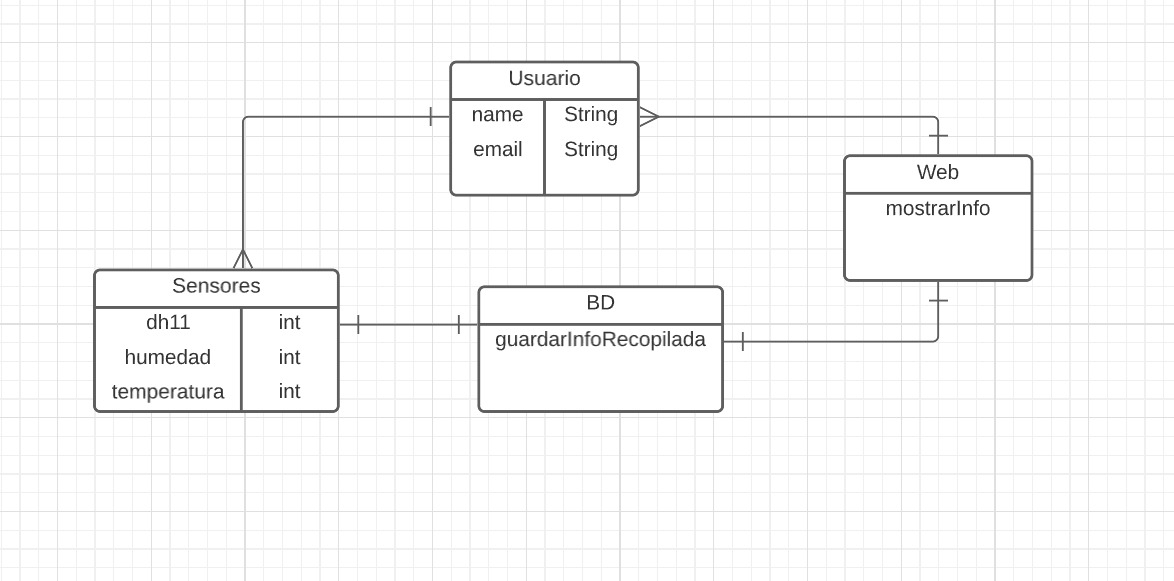 Usuario
name String
email String
Web
mostrarInfo
Sensores
dh11 int
humedad int
temperatura int
BD
guardarInfoRecopilada